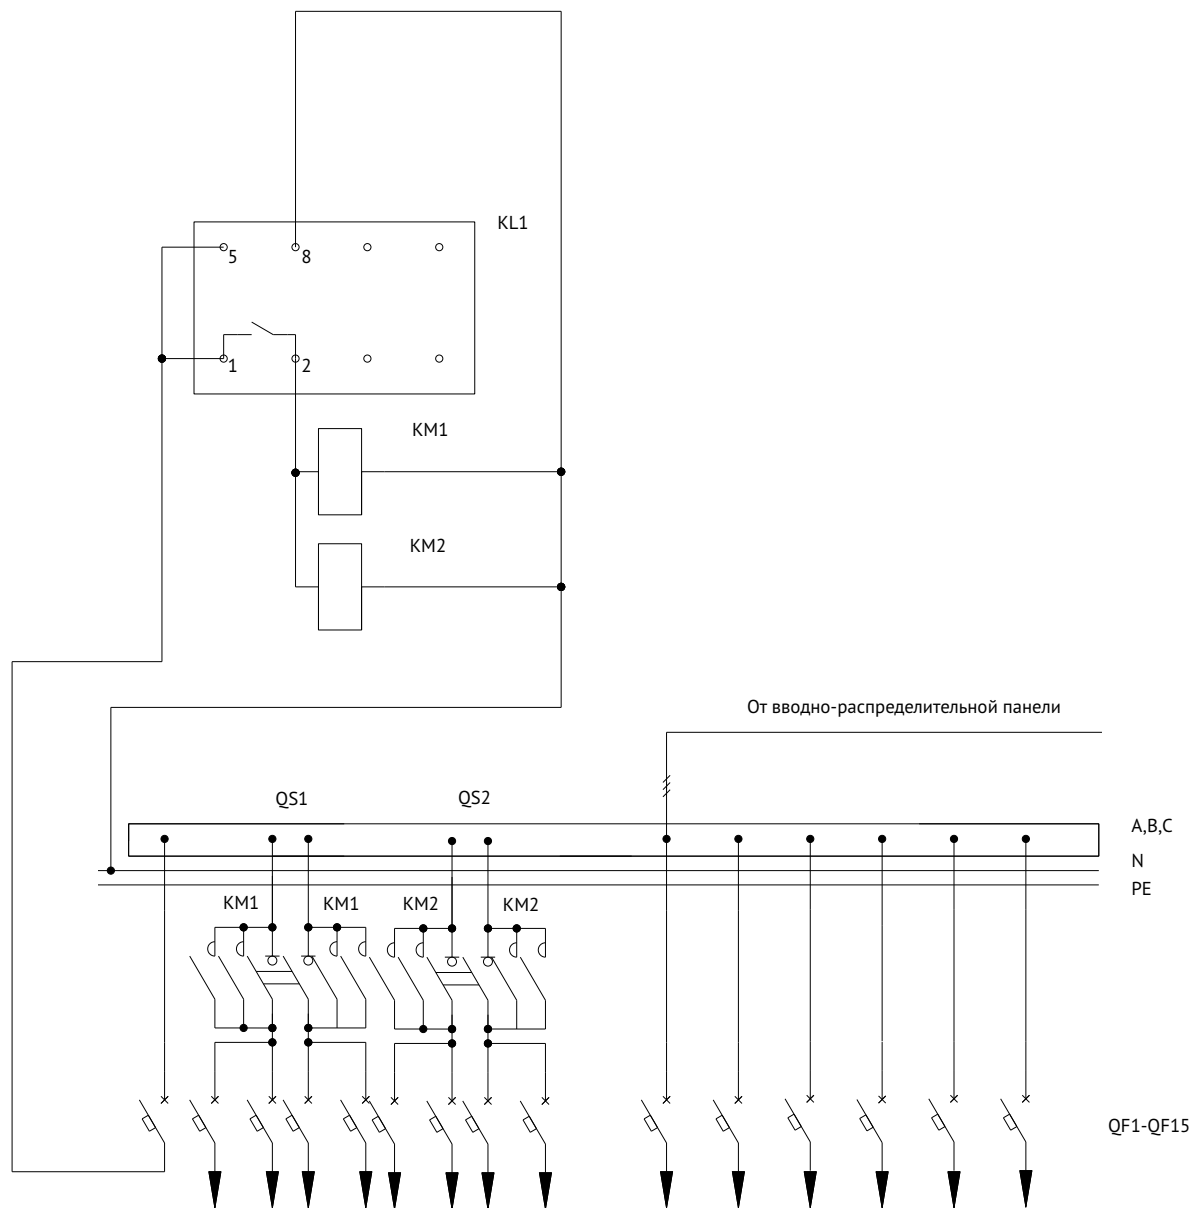 KL1
5
8
1
2
KM1
KM2
От вводно-распределительной панели
QS1
QS2
A,B,C
N
PE
KM1
KM1
KM2
KM2
QF1-QF15